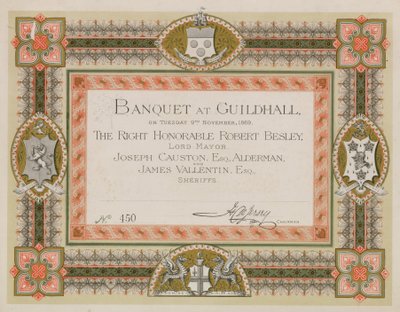 BANQUET AT GUILDHALL,
ON TUESDAY 9TH NOVEMBER, 1869.
THE RIGHT HONORABLE ROBERT BESLEY,
LORD MAYOR
JOSEPH CAUSTON, ESQ., ALDERMAN,
AND
JAMES VALLENTIN, ESQ.,
SHERIFFS.
No 450
CHAIRMAN